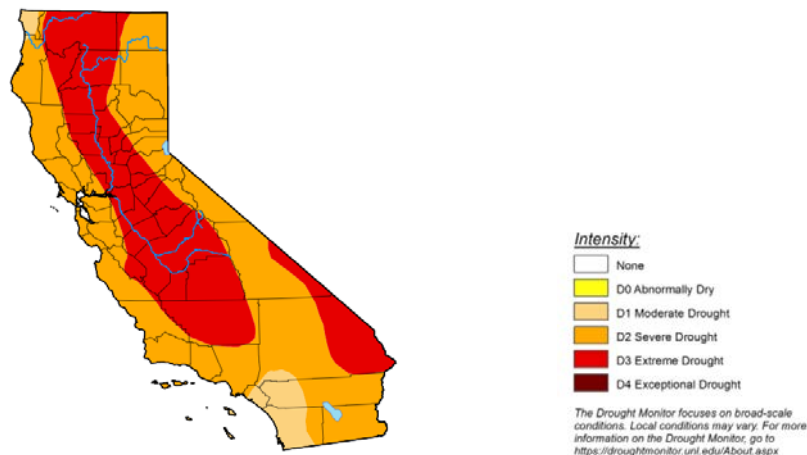 Intensity:
None
D0 Abnormally Dry
D1 Moderate Drought
D2 Severe Drought
D3 Extreme Drought
D4 Exceptional Drought
The Drought Monitor focuses on broad-scale
conditions. Local conditions may vary. For more
information on the Drought Monitor, go to
https://droughtmonitor.unl.edu/About.aspx